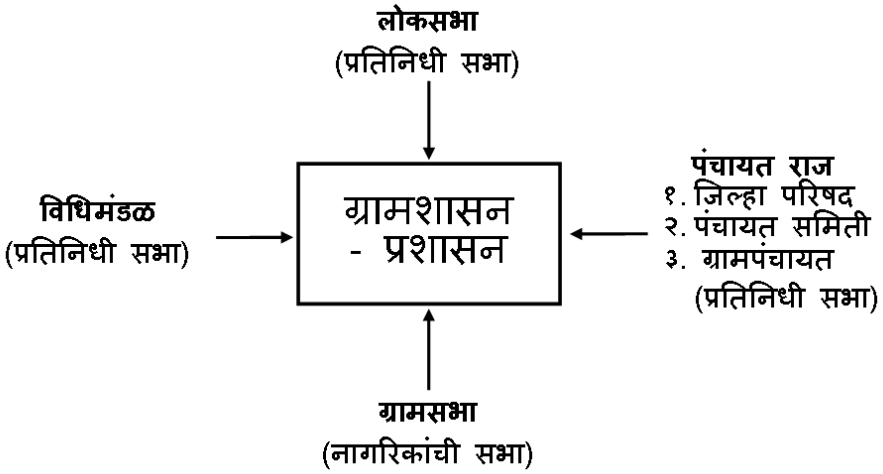 लोकसभा
(प्रतिनिधी सभा)
विधिमंडळ
(प्रतिनिधी सभा)
ग्रामशासन
- प्रशासन
पंचायत राज
१. जिल्हा परिषद
२. पंचायत समिती
३. ग्रामपंचायत
(प्रतिनिधी सभा)
ग्रामसभा
(नागरिकांची सभा)